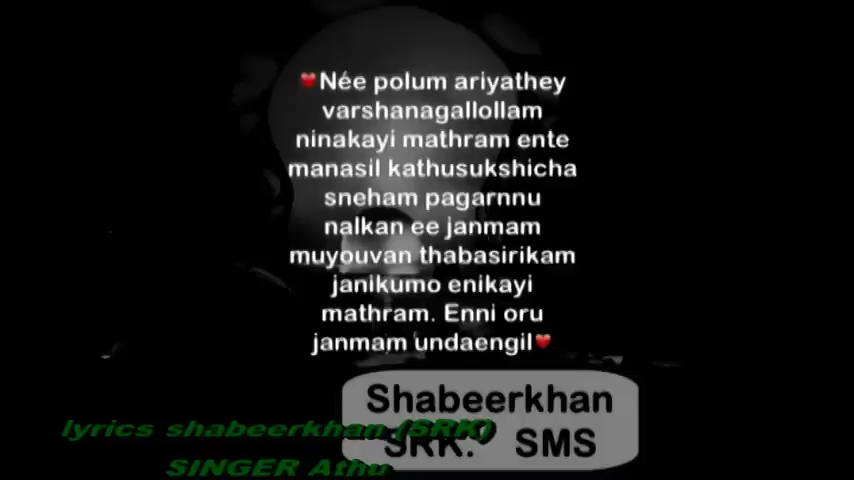 ❤Née polum ariyathey
varshanagallollam
ninakayi mathram ente
manasil kathusukshicha
sneham pagarnnu
nalkan ee janmam
muyouvan thabasirikam
janikumo enikayi
mathram. Enni oru
janmam undaengil❤
Shabeerkhan
SRK. SMS
lyrics shabeerkhan (SRK)
SINGER Athu